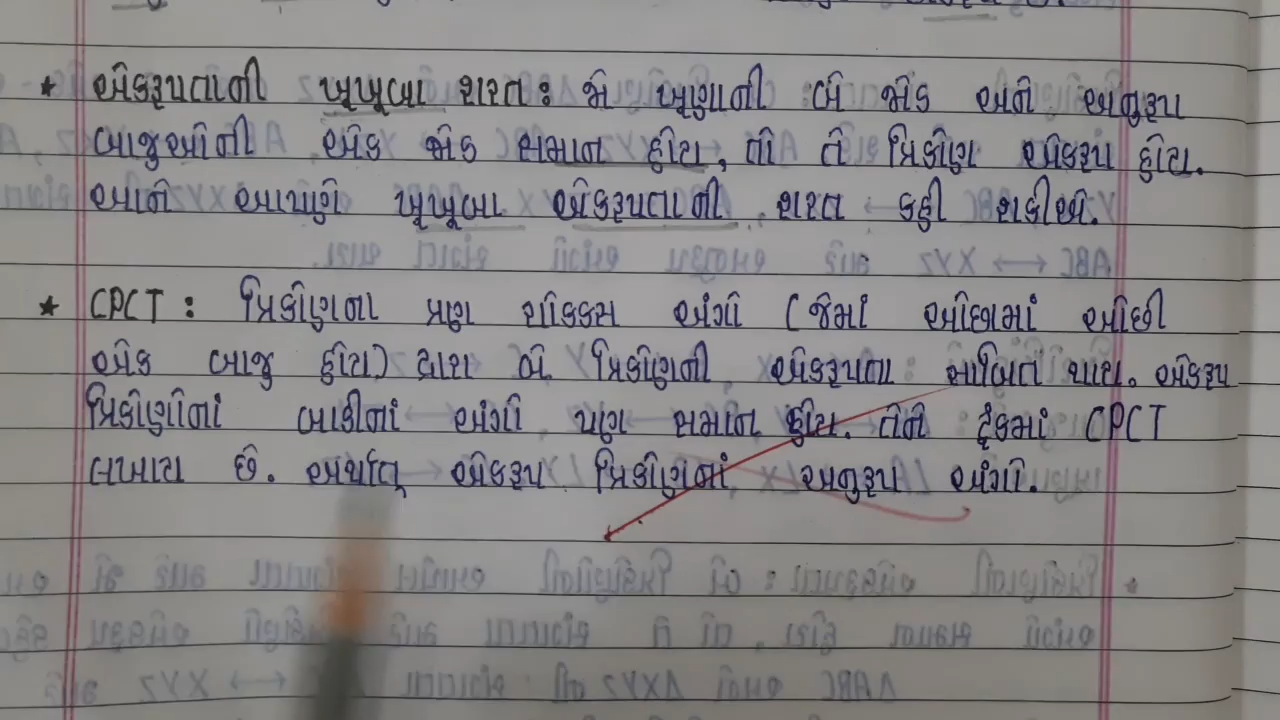 * એકરૂપતાની ખૂખૂબા શરત : જો ખૂણાની બે જોડ અને અનુરૂપ
બાજુઓની એક જોડ સમાન હોય, તો તે ત્રિકોણ એકરૂપ હોય.
આને આપણે ખૂખૂબા એકરૂપતાની શરત કહી શકીએ.
* CPCT : ત્રિકોણના ત્રણ ચોક્કસ અંગો (જેમાં ઓછામાં ઓછી
એક બાજુ હોય) દ્વારા બે ત્રિકોણની એકરૂપતા સાબિત થાય. એકરૂપ
ત્રિકોણોનાં બાકીનાં અંગો પણ સમાન હોય. તેને ટૂંકમાં CPCT
લખાય છે. અર્થાત્ એકરૂપ ત્રિકોણનાં અનુરૂપ અંગો.